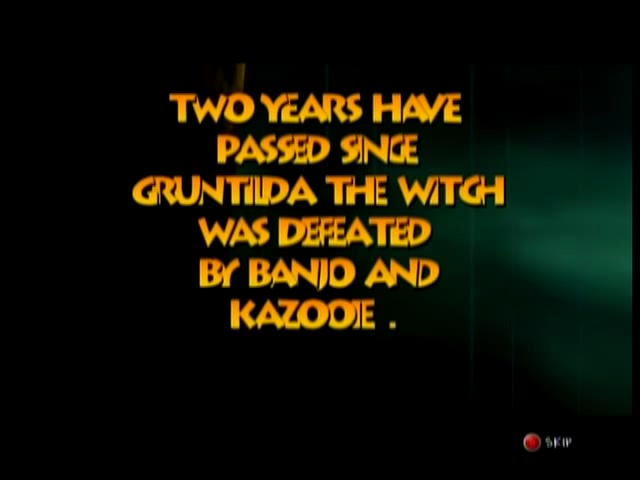 TWO YEARS HAVE
PASSED SINCE
GRUNTILDA THE WITCH
WAS DEFEATED
BY BANJO AND
KAZOOIE .
SKIP